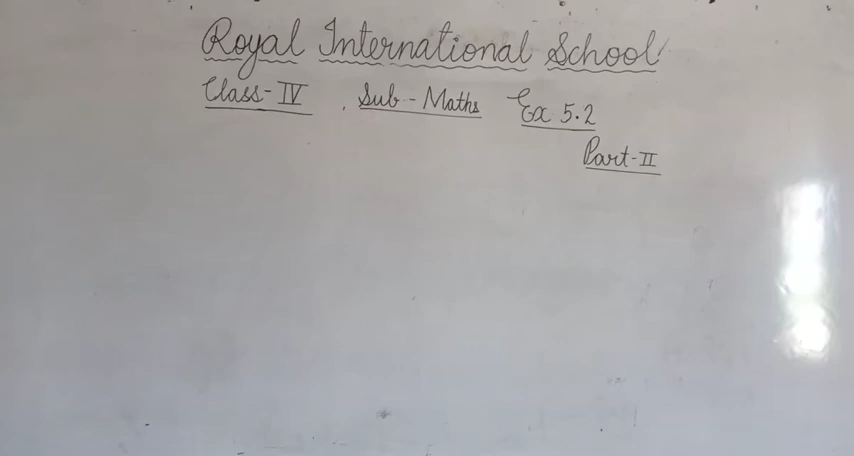 Royal International School
Class-IV, Sub-Maths Ex 5.2
Part-II